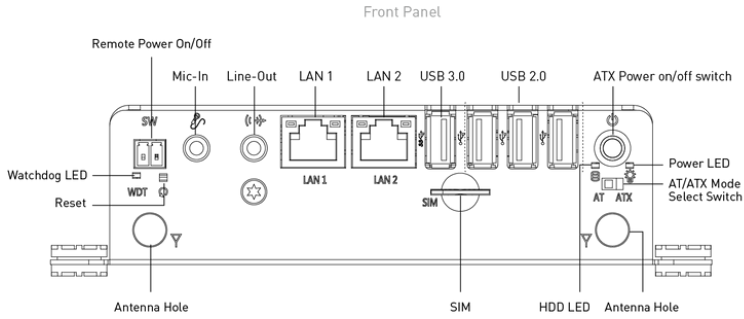 Front Panel
Remote Power On/Off
Mic-In
Line-Out
LAN 1
LAN 2
USB 3.0
USB 2.0
ATX Power on/off switch
SW
Watchdog LED
WDT
Reset
LAN 1
LAN 2
SIM
Power LED
AT/ATX Mode
Select Switch
AT
ATX
Antenna Hole
SIM
HDD LED
Antenna Hole